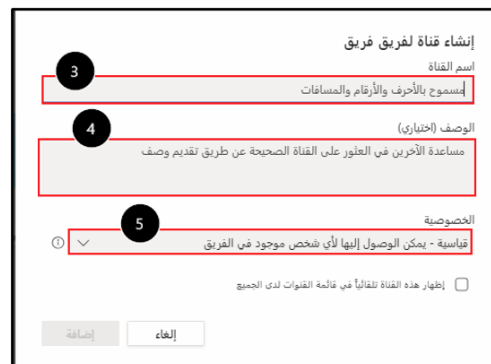 إنشاء قناة لفريق فريق
اسم القناة
3
مسموح بالأحرف والأرقام والمسافات
4
الوصف (اختياري)
مساعدة الآخرين في العثور على القناة الصحيحة عن طريق تقديم وصف
الخصوصية
5
قياسية - يمكن الوصول إليها لأي شخص موجود في الفريق
إظهار هذه القناة تلقائياً في قائمة القنوات لدى الجميع
إلغاء
إضافة